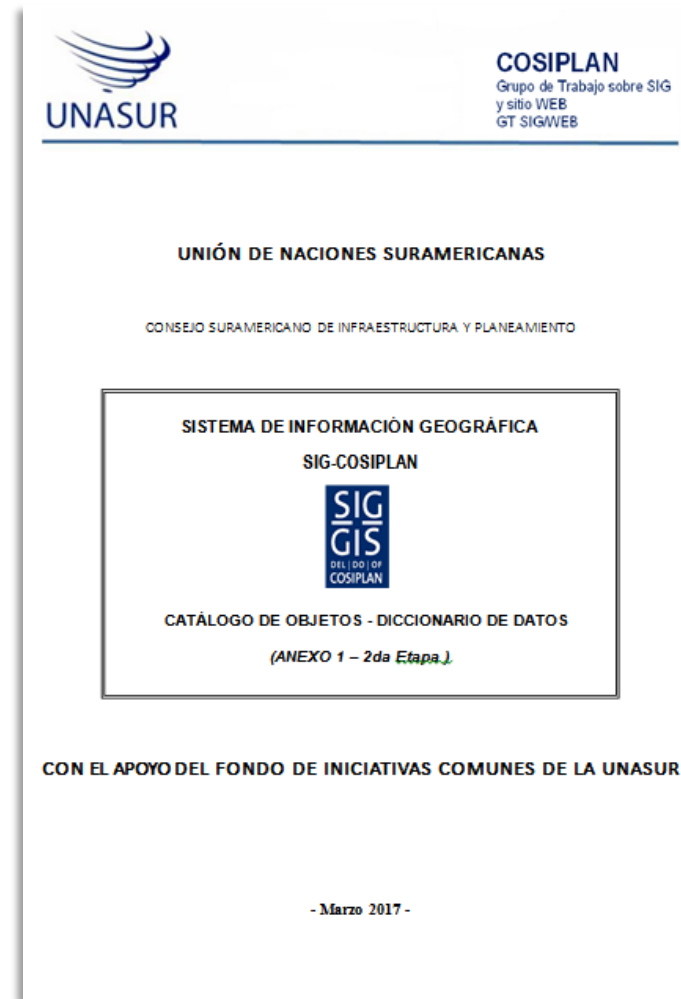 UNASUR
COSIPLAN
Grupo de Trabajo sobre SIG
y sitio WEB
GT SIG/WEB
UNIÓN DE NACIONES SURAMERICANAS
CONSEJO SURAMERICANO DE INFRAESTRUCTURA Y PLANEAMIENTO
SISTEMA DE INFORMACIÓN GEOGRÁFICA
SIG-COSIPLAN
SIG
GIS
DEL | DO | OF
COSIPLAN
CATÁLOGO DE OBJETOS - DICCIONARIO DE DATOS
(ANEXO 1 – 2da Etapa )
CON EL APOYO DEL FONDO DE INICIATIVAS COMUNES DE LA UNASUR
- Marzo 2017 -